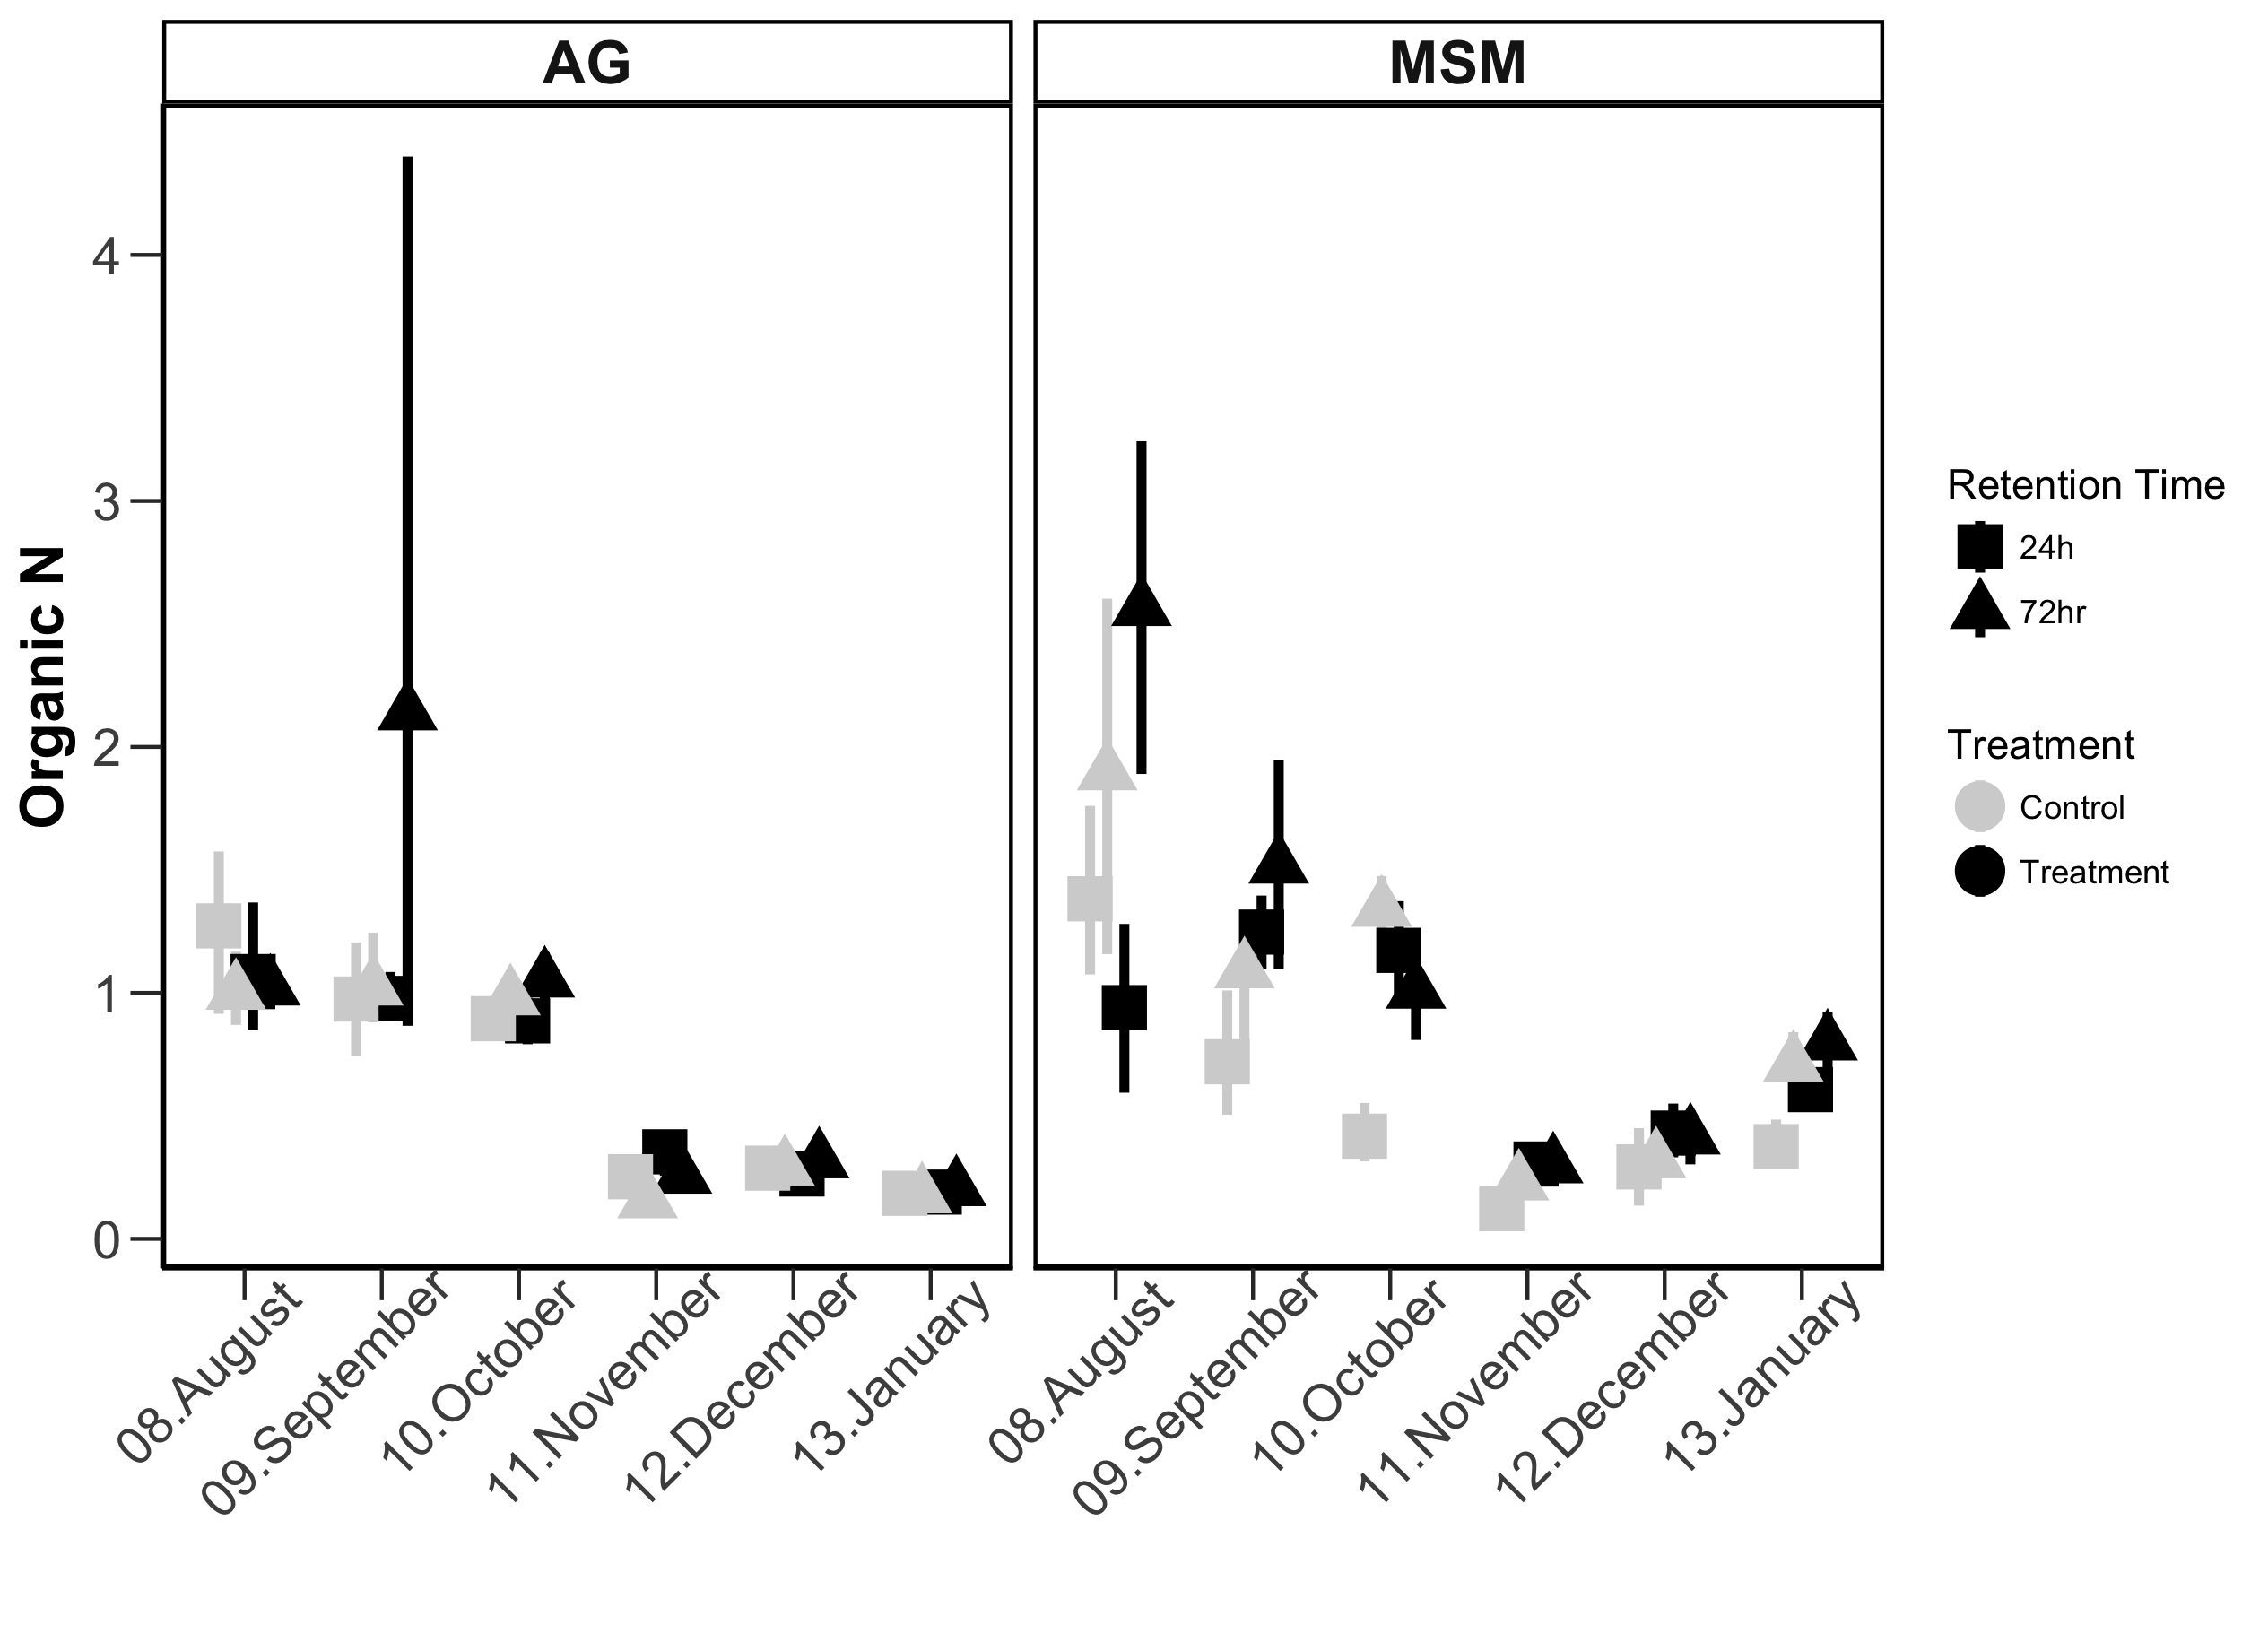 AG
MSM
Organic N
4
3
2
1
0
08.August
09.September
10.October
11.November
12.December
13.January
08.August
09.September
10.October
11.November
12.December
13.January
Retention Time
24h
72hr
Treatment
Control
Treatment